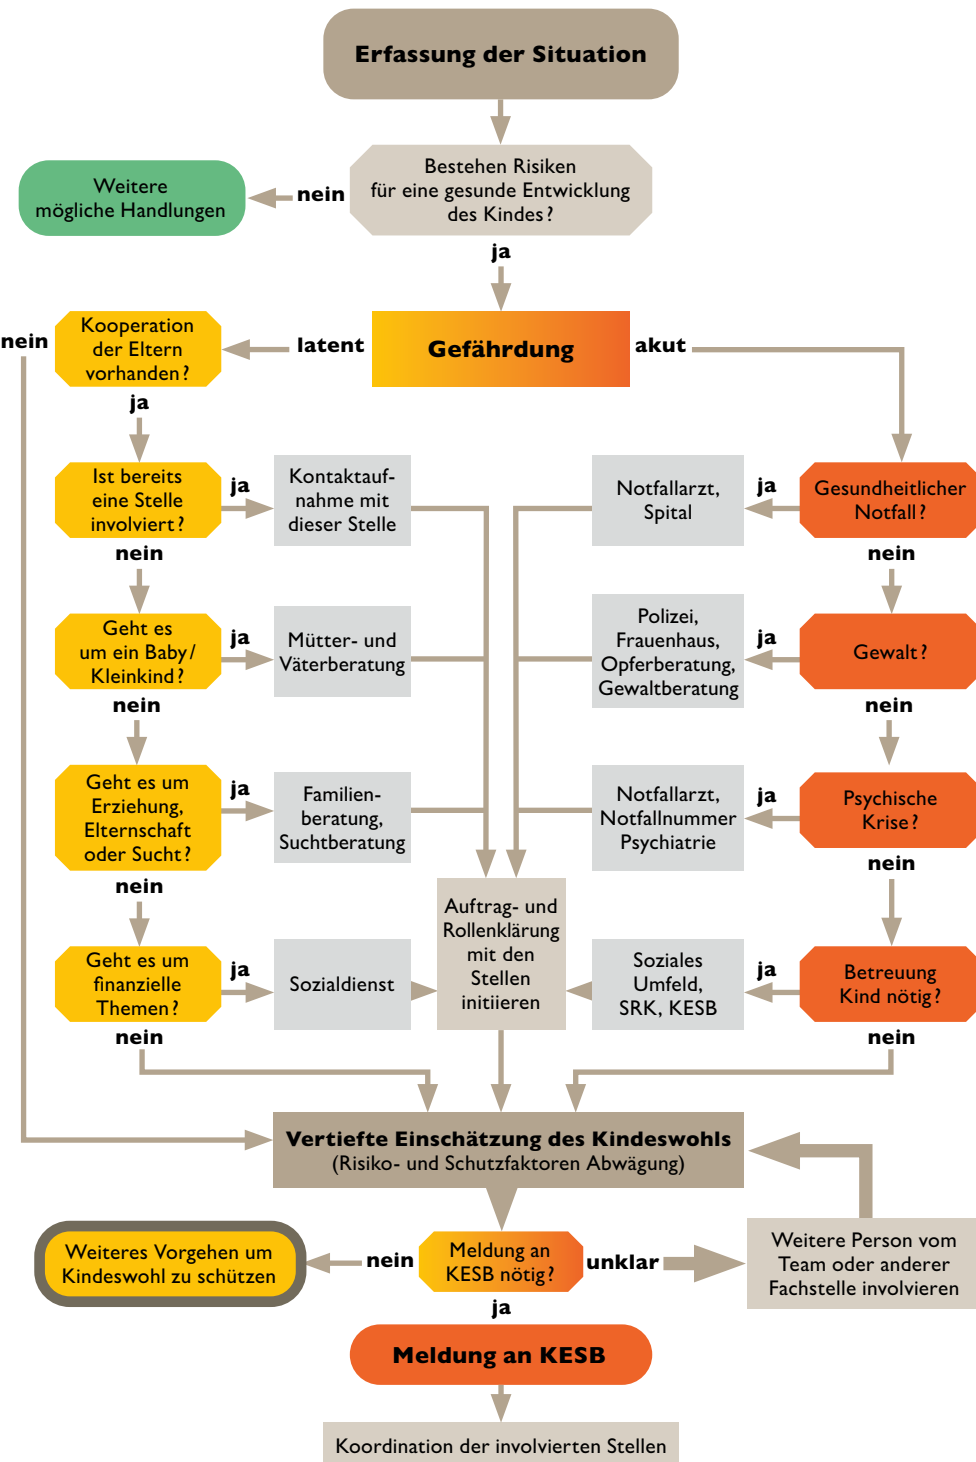 Erfassung der Situation
Bestehen Risiken
für eine gesunde Entwicklung
des Kindes?
nein
Weitere
mögliche Handlungen
ja
Gefährdung
latent
akut
Kooperation
der Eltern
vorhanden?
nein
ja
Ist bereits
eine Stelle
involviert?
ja
Kontaktauf-
nahme mit
dieser Stelle
nein
Geht es
um ein Baby/
Kleinkind?
ja
Mütter- und
Väterberatung
nein
Geht es um
Erziehung,
Elternschaft
oder Sucht?
ja
Familien-
beratung,
Suchtberatung
nein
Geht es um
finanzielle
Themen?
ja
Sozialdienst
nein
Gesundheitlicher
Notfall?
ja
Notfallarzt,
Spital
nein
Gewalt?
ja
Polizei,
Frauenhaus,
Opferberatung,
Gewaltberatung
nein
Psychische
Krise?
ja
Notfallarzt,
Notfallnummer
Psychiatrie
nein
Betreuung
Kind nötig?
ja
Soziales
Umfeld,
SRK, KESB
nein
Auftrag- und
Rollenklärung
mit den
Stellen
initiieren
Vertiefte Einschätzung des Kindeswohls
(Risiko- und Schutzfaktoren Abwägung)
Meldung an
KESB nötig?
nein
Weiteres Vorgehen um
Kindeswohl zu schützen
unklar
Weitere Person vom
Team oder anderer
Fachstelle involvieren
ja
Meldung an KESB
Koordination der involvierten Stellen